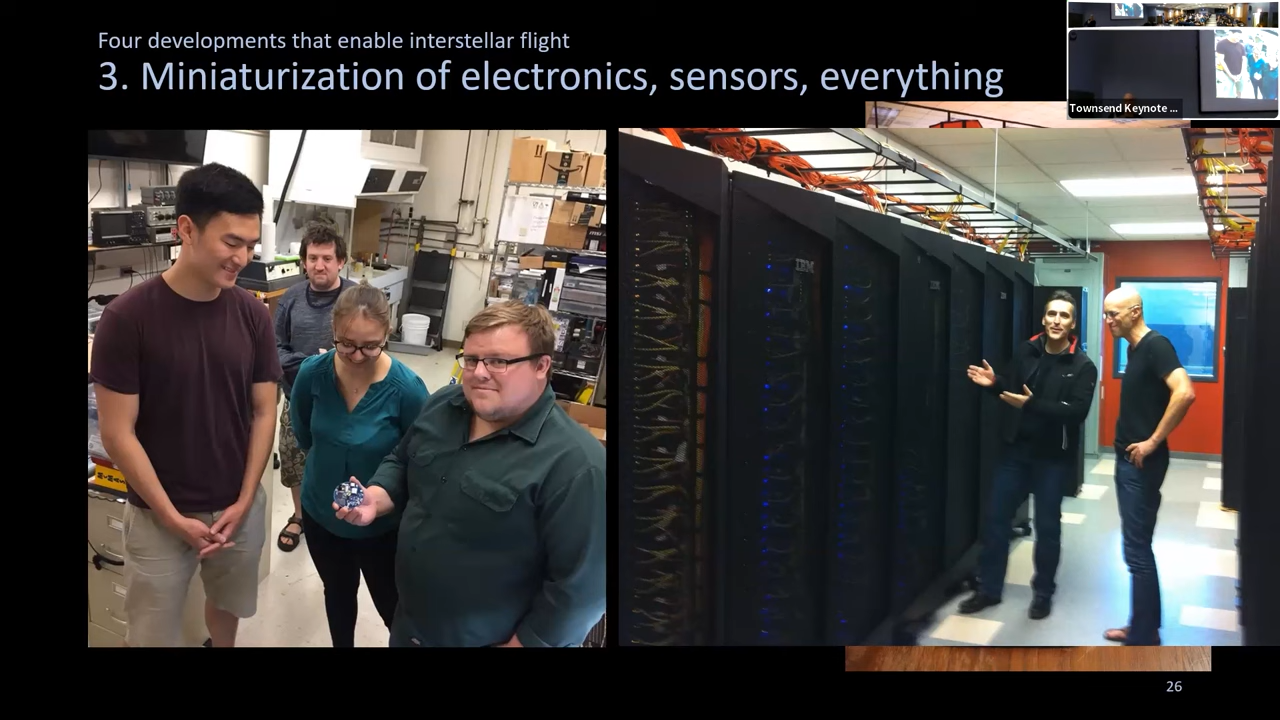 Four developments that enable interstellar flight
3. Miniaturization of electronics, sensors, everything
Townsend Keynote ...
IBM
26